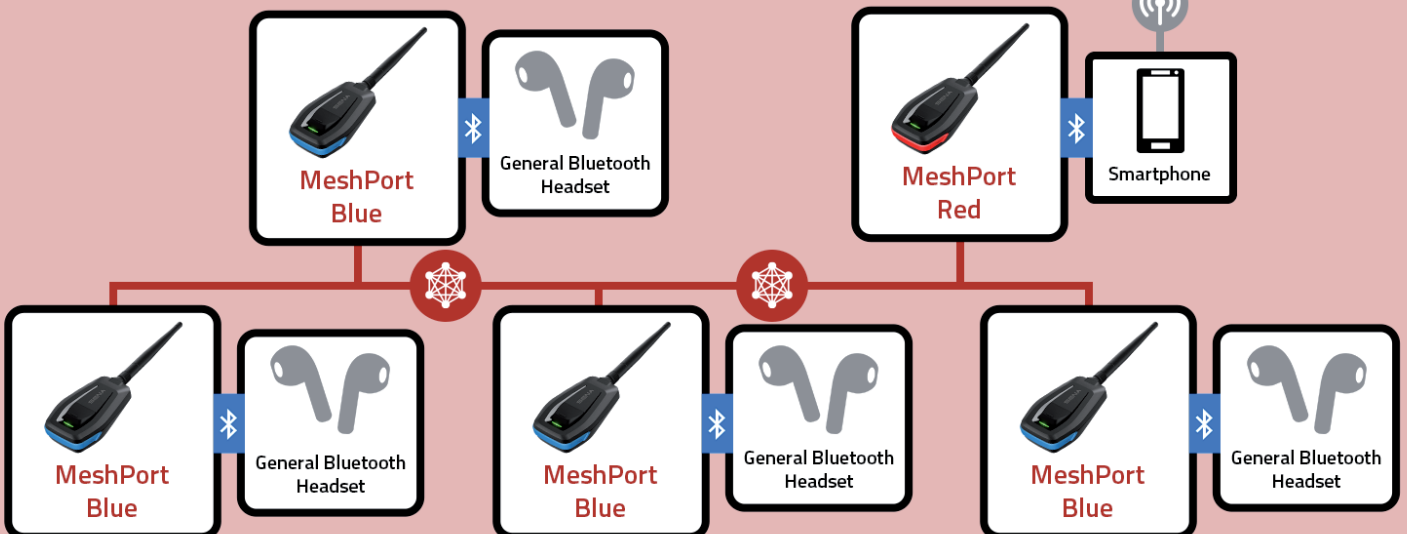 MeshPort
Blue
General Bluetooth
Headset
MeshPort
Red
Smartphone
MeshPort
Blue
General Bluetooth
Headset
MeshPort
Blue
General Bluetooth
Headset
MeshPort
Blue
General Bluetooth
Headset